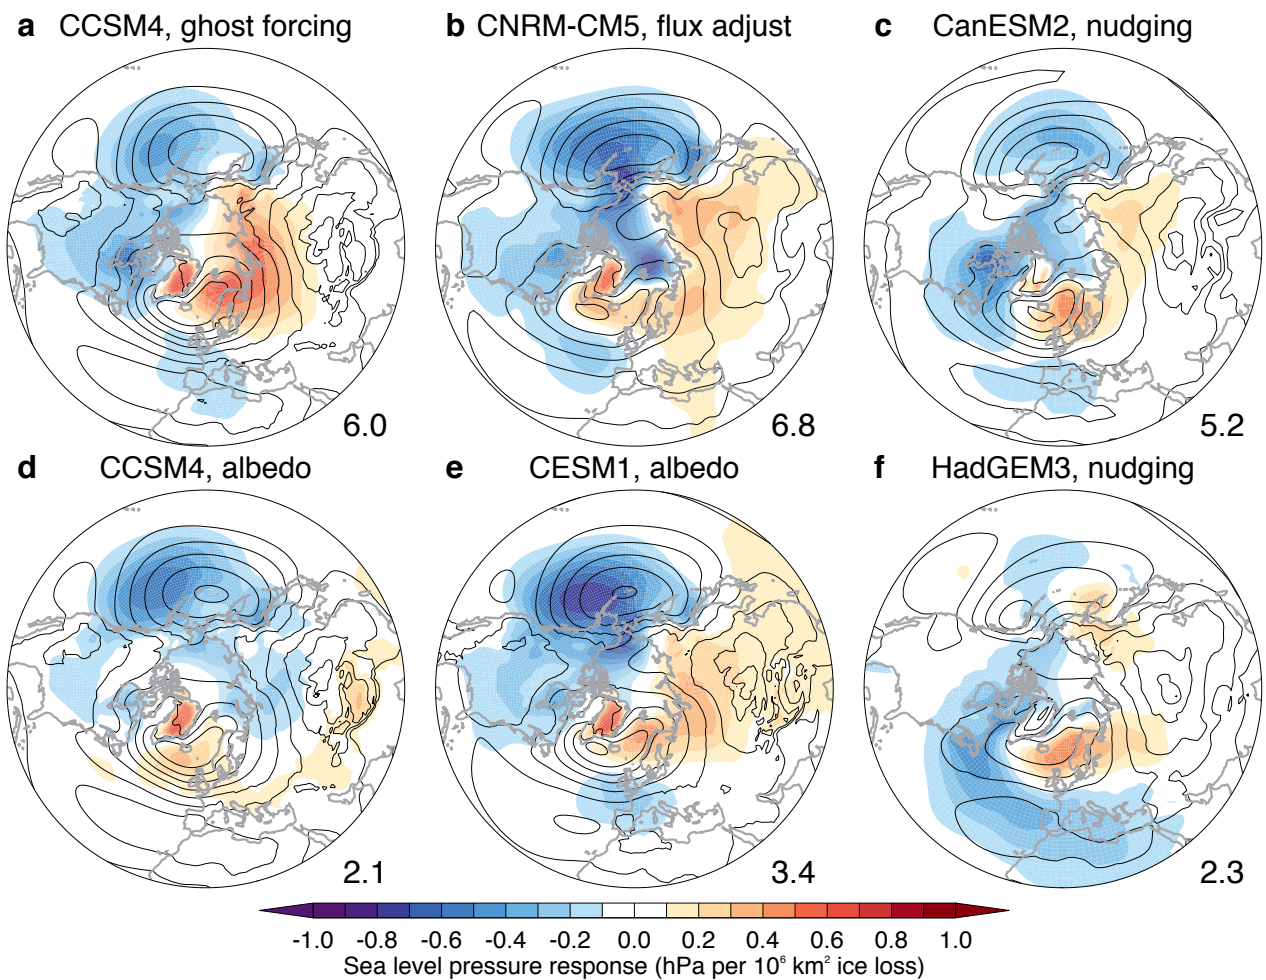 a CCSM4, ghost forcing
b CNRM-CM5, flux adjust
c CanESM2, nudging
6.0
6.8
5.2
d CCSM4, albedo
e CESM1, albedo
f HadGEM3, nudging
2.1
3.4
2.3
-1.0 -0.8 -0.6 -0.4 -0.2 0.0 0.2 0.4 0.6 0.8 1.0
Sea level pressure response (hPa per 10⁶ km² ice loss)